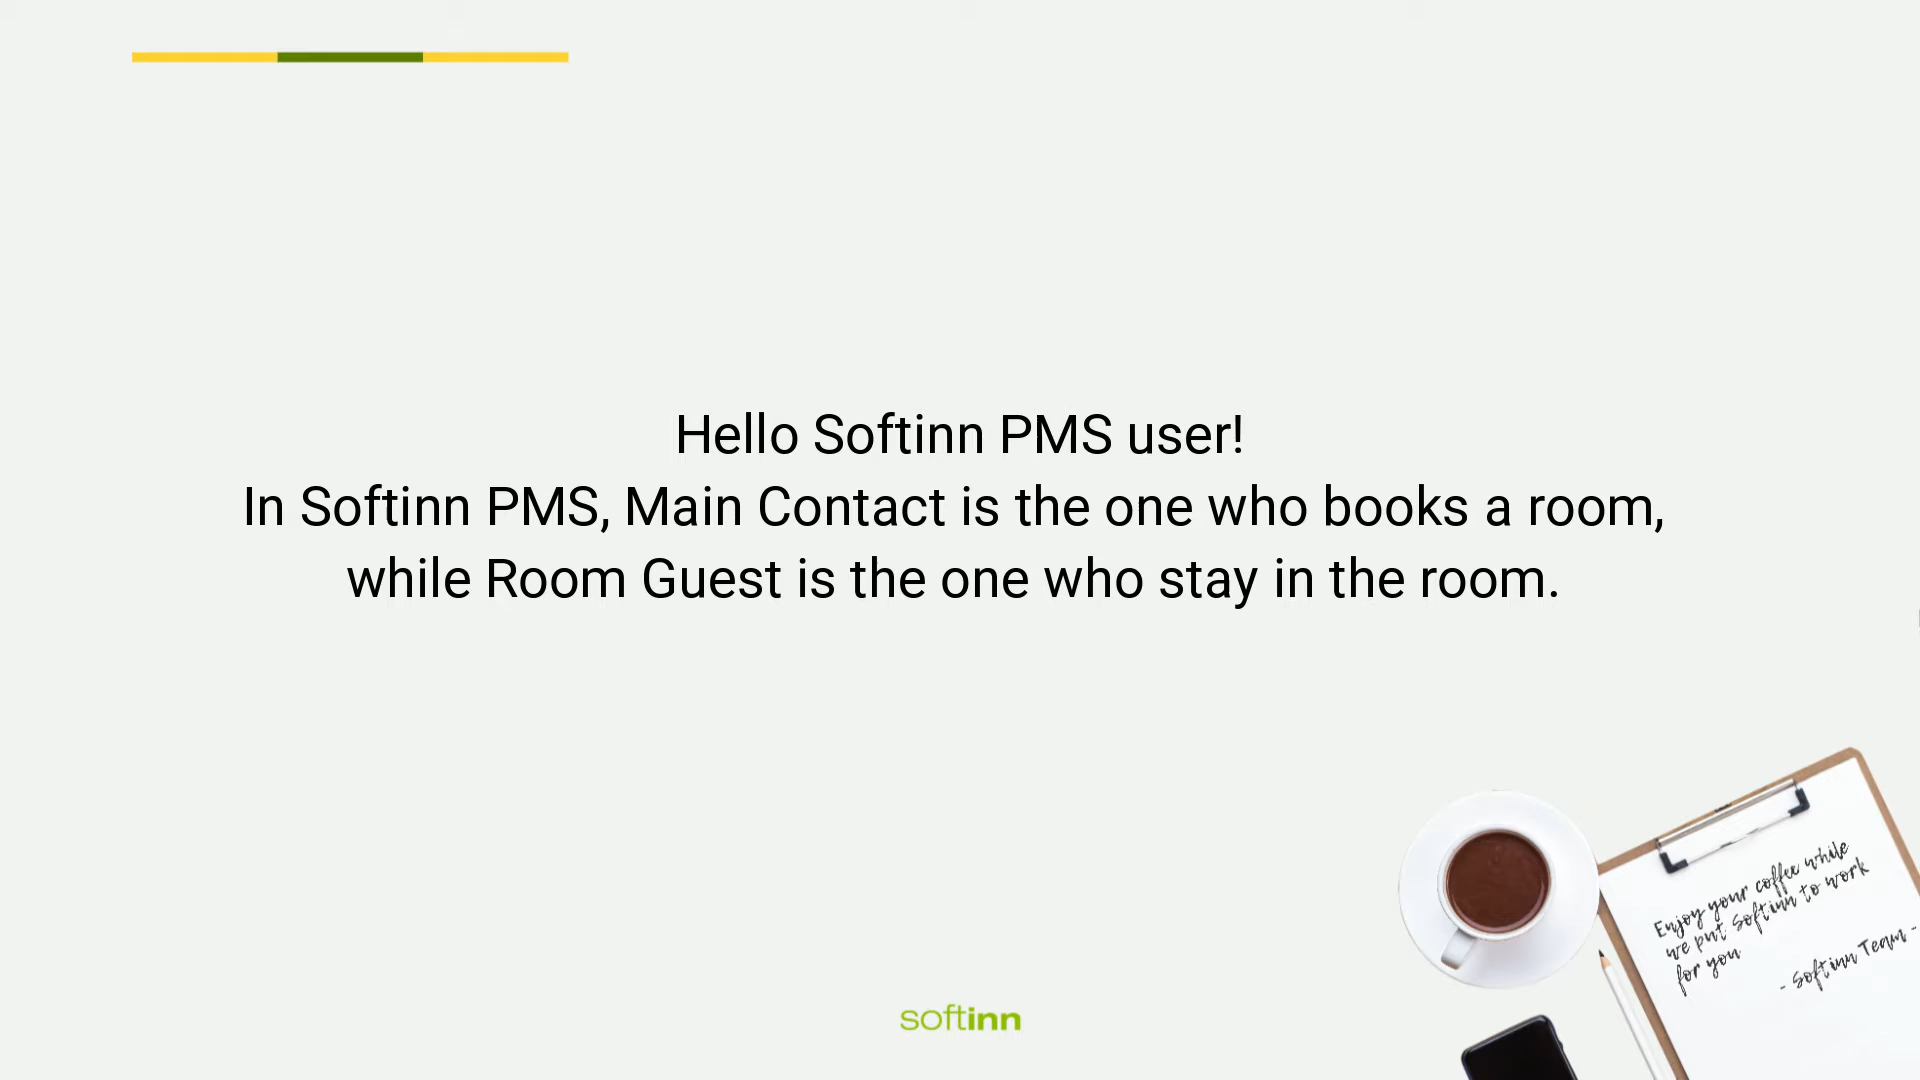 Hello Softinn PMS user!
In Softinn PMS, Main Contact is the one who books a room,
while Room Guest is the one who stay in the room.
Enjoy your coffee while
we put Softinn to work
for you
- Softinn Team -
softinn